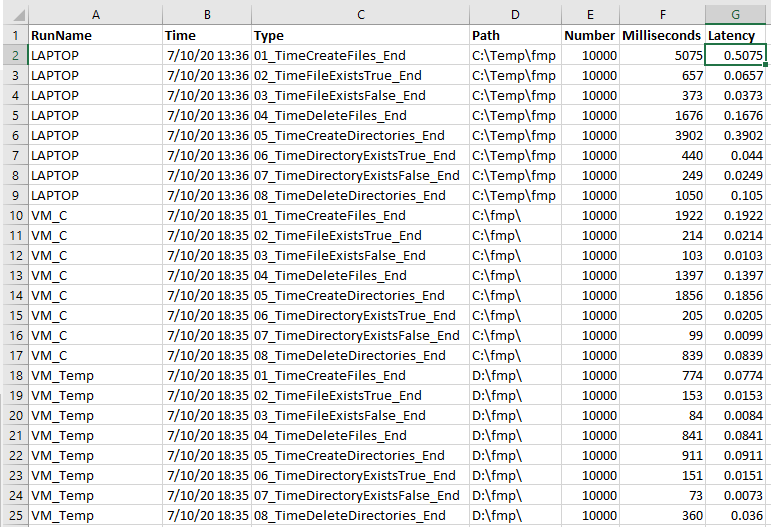 A B C D E F G
1 RunName Time Type Path Number Milliseconds Latency
2 LAPTOP 7/10/20 13:36 01_TimeCreateFiles_End C:\Temp\fmp 10000 5075 0.5075
3 LAPTOP 7/10/20 13:36 02_TimeFileExistsTrue_End C:\Temp\fmp 10000 657 0.0657
4 LAPTOP 7/10/20 13:36 03_TimeFileExistsFalse_End C:\Temp\fmp 10000 373 0.0373
5 LAPTOP 7/10/20 13:36 04_TimeDeleteFiles_End C:\Temp\fmp 10000 1676 0.1676
6 LAPTOP 7/10/20 13:36 05_TimeCreateDirectories_End C:\Temp\fmp 10000 3902 0.3902
7 LAPTOP 7/10/20 13:36 06_TimeDirectoryExistsTrue_End C:\Temp\fmp 10000 440 0.044
8 LAPTOP 7/10/20 13:36 07_TimeDirectoryExistsFalse_End C:\Temp\fmp 10000 249 0.0249
9 LAPTOP 7/10/20 13:36 08_TimeDeleteDirectories_End C:\Temp\fmp 10000 1050 0.105
10 VM_C 7/10/20 18:35 01_TimeCreateFiles_End C:\fmp\ 10000 1922 0.1922
11 VM_C 7/10/20 18:35 02_TimeFileExistsTrue_End C:\fmp\ 10000 214 0.0214
12 VM_C 7/10/20 18:35 03_TimeFileExistsFalse_End C:\fmp\ 10000 103 0.0103
13 VM_C 7/10/20 18:35 04_TimeDeleteFiles_End C:\fmp\ 10000 1397 0.1397
14 VM_C 7/10/20 18:35 05_TimeCreateDirectories_End C:\fmp\ 10000 1856 0.1856
15 VM_C 7/10/20 18:35 06_TimeDirectoryExistsTrue_End C:\fmp\ 10000 205 0.0205
16 VM_C 7/10/20 18:35 07_TimeDirectoryExistsFalse_End C:\fmp\ 10000 99 0.0099
17 VM_C 7/10/20 18:35 08_TimeDeleteDirectories_End C:\fmp\ 10000 839 0.0839
18 VM_Temp 7/10/20 18:35 01_TimeCreateFiles_End D:\fmp\ 10000 774 0.0774
19 VM_Temp 7/10/20 18:35 02_TimeFileExistsTrue_End D:\fmp\ 10000 153 0.0153
20 VM_Temp 7/10/20 18:35 03_TimeFileExistsFalse_End D:\fmp\ 10000 84 0.0084
21 VM_Temp 7/10/20 18:35 04_TimeDeleteFiles_End D:\fmp\ 10000 841 0.0841
22 VM_Temp 7/10/20 18:35 05_TimeCreateDirectories_End D:\fmp\ 10000 911 0.0911
23 VM_Temp 7/10/20 18:35 06_TimeDirectoryExistsTrue_End D:\fmp\ 10000 151 0.0151
24 VM_Temp 7/10/20 18:35 07_TimeDirectoryExistsFalse_End D:\fmp\ 10000 73 0.0073
25 VM_Temp 7/10/20 18:35 08_TimeDeleteDirectories_End D:\fmp\ 10000 360 0.036